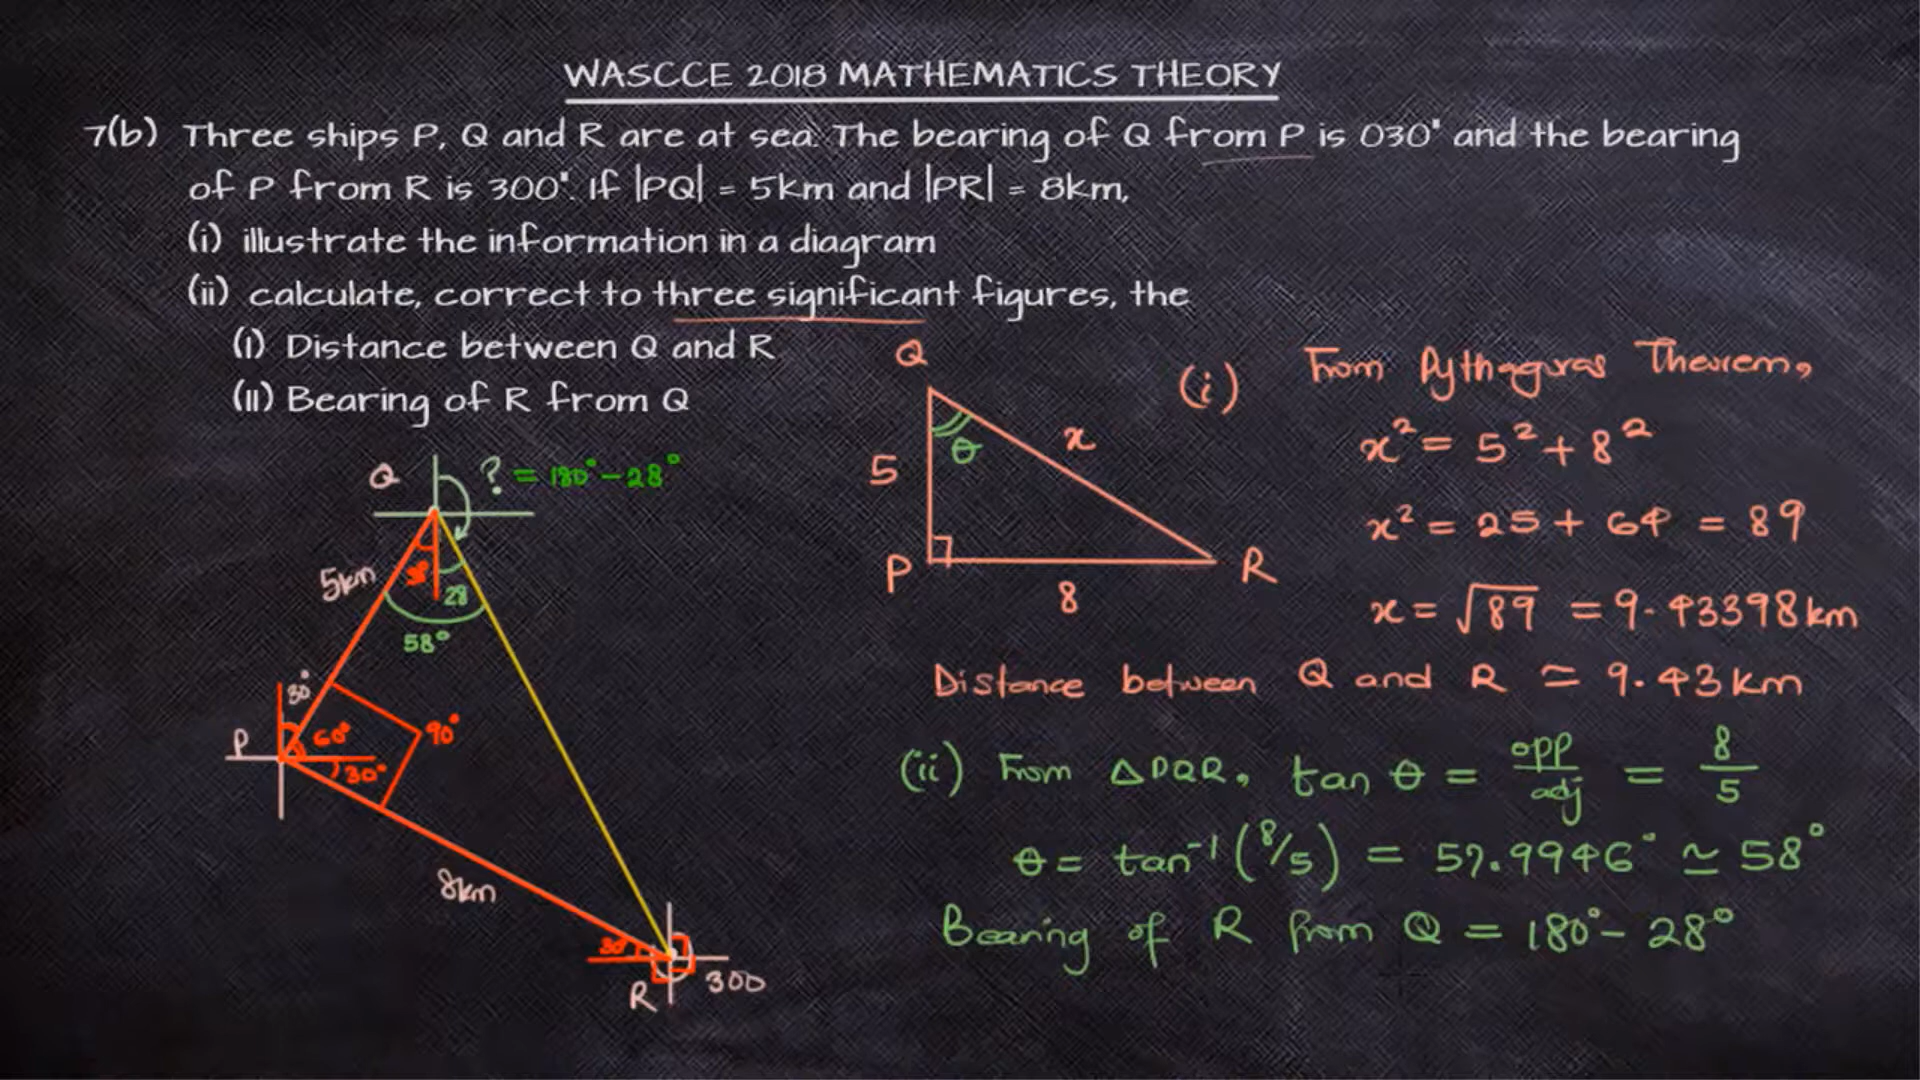 WASCCE 2018 MATHEMATICS THEORY
7(b) Three ships P, Q and R are at sea. The bearing of Q from P is 030° and the bearing
of P from R is 300°. If |PQ| = 5km and |PR| = 8km,
(i) illustrate the information in a diagram
(ii) calculate, correct to three significant figures, the
(I) Distance between Q and R
(II) Bearing of R from Q
Q
? = 180° - 28°
5km
30°
28
58°
30°
P
60°
90°
30°
8km
30°
R
300
Q
5
θ
x
P
R
8
(i) From Pythagoras Theorem,
x² = 5² + 8²
x² = 25 + 64 = 89
x = √89 = 9.43398km
Distance between Q and R ≃ 9.43km
(ii) From △PQR, tan θ = opp/adj = 8/5
θ = tan⁻¹(8/5) = 57.9946° ≃ 58°
Bearing of R from Q = 180° - 28°